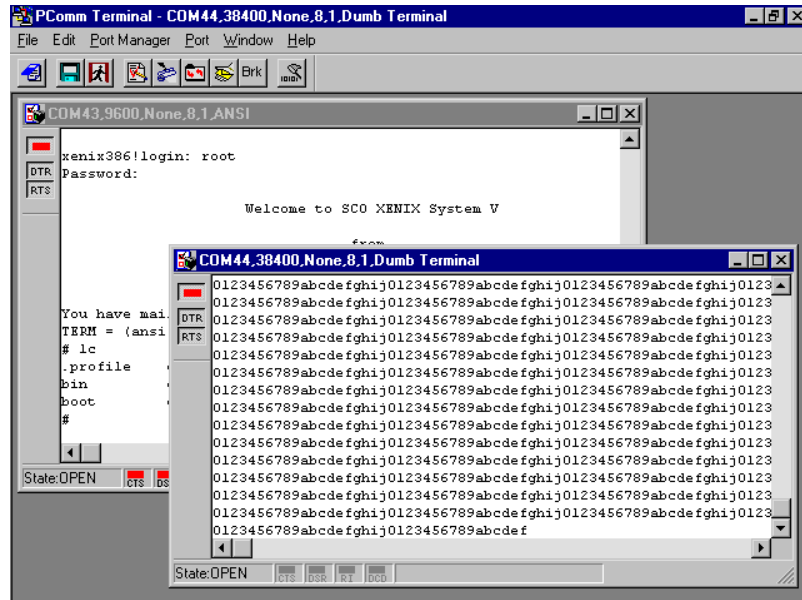 PComm Terminal - COM44,38400,None,8,1,Dumb Terminal
File Edit Port Manager Port Window Help
Brk
COM43,9600,None,8,1,ANSI
DTR
RTS
xenix386!login: root
Password:
Welcome to SCO XENIX System V
from
You have mai
TERM = (ansi
# lc
.profile
bin
boot
#
State:OPEN CTS
COM44,38400,None,8,1,Dumb Terminal
DTR
RTS
0123456789abcdefghij0123456789abcdefghij0123456789abcdefghij0123
0123456789abcdefghij0123456789abcdefghij0123456789abcdefghij0123
0123456789abcdefghij0123456789abcdefghij0123456789abcdefghij0123
0123456789abcdefghij0123456789abcdefghij0123456789abcdefghij0123
0123456789abcdefghij0123456789abcdefghij0123456789abcdefghij0123
0123456789abcdefghij0123456789abcdefghij0123456789abcdefghij0123
0123456789abcdefghij0123456789abcdefghij0123456789abcdefghij0123
0123456789abcdefghij0123456789abcdefghij0123456789abcdefghij0123
0123456789abcdefghij0123456789abcdefghij0123456789abcdefghij0123
0123456789abcdefghij0123456789abcdefghij0123456789abcdefghij0123
0123456789abcdefghij0123456789abcdefghij0123456789abcdefghij0123
0123456789abcdefghij0123456789abcdefghij0123456789abcdefghij0123
0123456789abcdefghij0123456789abcdefghij0123456789abcdefghij0123
0123456789abcdefghij0123456789abcdefghij0123456789abcdefghij0123
0123456789abcdefghij0123456789abcdef
State:OPEN CTS DSR RI DCD